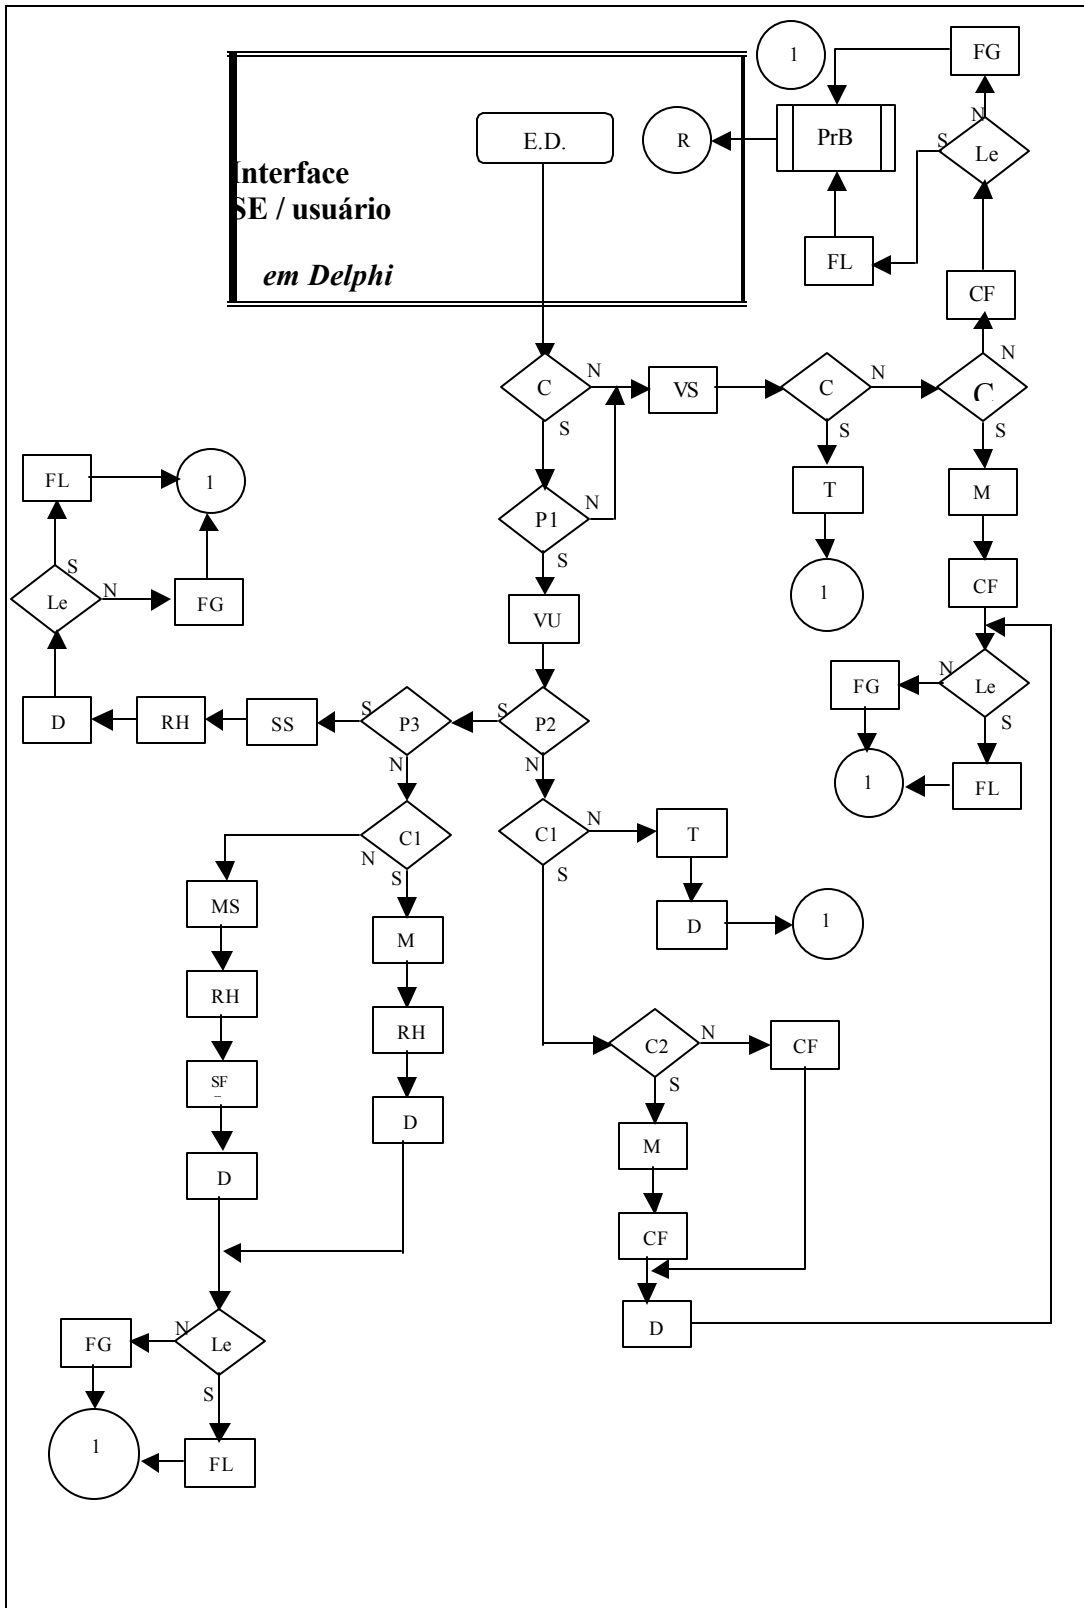 1
FG
E.D.
R
PrB
N
S
Le
Interface
SE / usuário
FL
em Delphi
CF
N
C
N
VS
C
N
C
S
S
S
FL
1
T
M
P1
N
S
S
Le
N
FG
CF
1
VU
N
Le
FG
S
D
RH
SS
S
P3
S
P2
N
N
1
FL
C1
N
S
C1
N
S
T
MS
M
D
1
RH
RH
C2
N
CF
S
SF
D
M
D
CF
D
N
Le
FG
S
1
FL